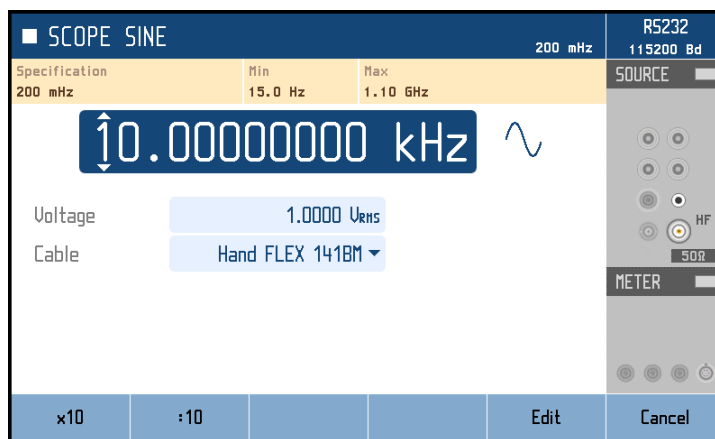 SCOPE SINE
200 mHz
RS232
115200 Bd
Specification
Min
Max
200 mHz
15.0 Hz
1.10 GHz
SOURCE
10.00000000 kHz
Voltage
1.0000 VRMS
Cable
Hand FLEX 141BM
HF
50Ω
METER
x10
:10
Edit
Cancel